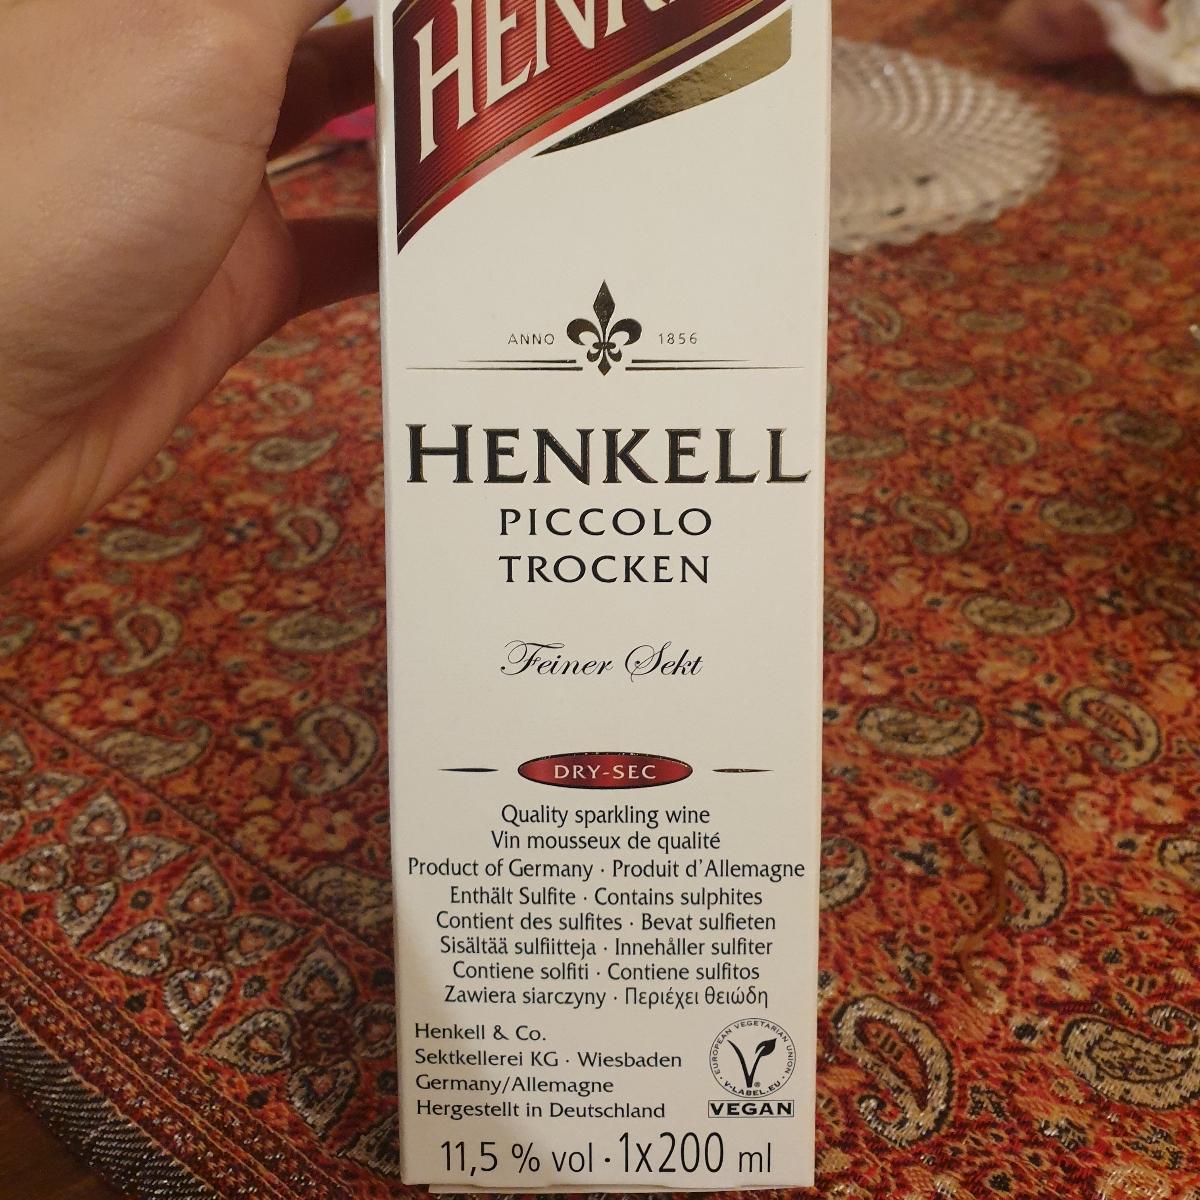 HENK
ANNO 1856
HENKELL
PICCOLO
TROCKEN
Feiner Sekt
DRY-SEC
Quality sparkling wine
Vin mousseux de qualité
Product of Germany · Produit d'Allemagne
Enthält Sulfite · Contains sulphites
Contient des sulfites · Bevat sulfieten
Sisältää sulfiitteja · Innehåller sulfiter
Contiene solfiti · Contiene sulfitos
Zawiera siarczyny · Περιέχει θειώδη
Henkell & Co.
Sektkellerei KG · Wiesbaden
Germany/Allemagne
Hergestellt in Deutschland
EUROPEAN VEGETARIAN UNION
V-LABEL.EU
VEGAN
11,5 % vol · 1x200 ml